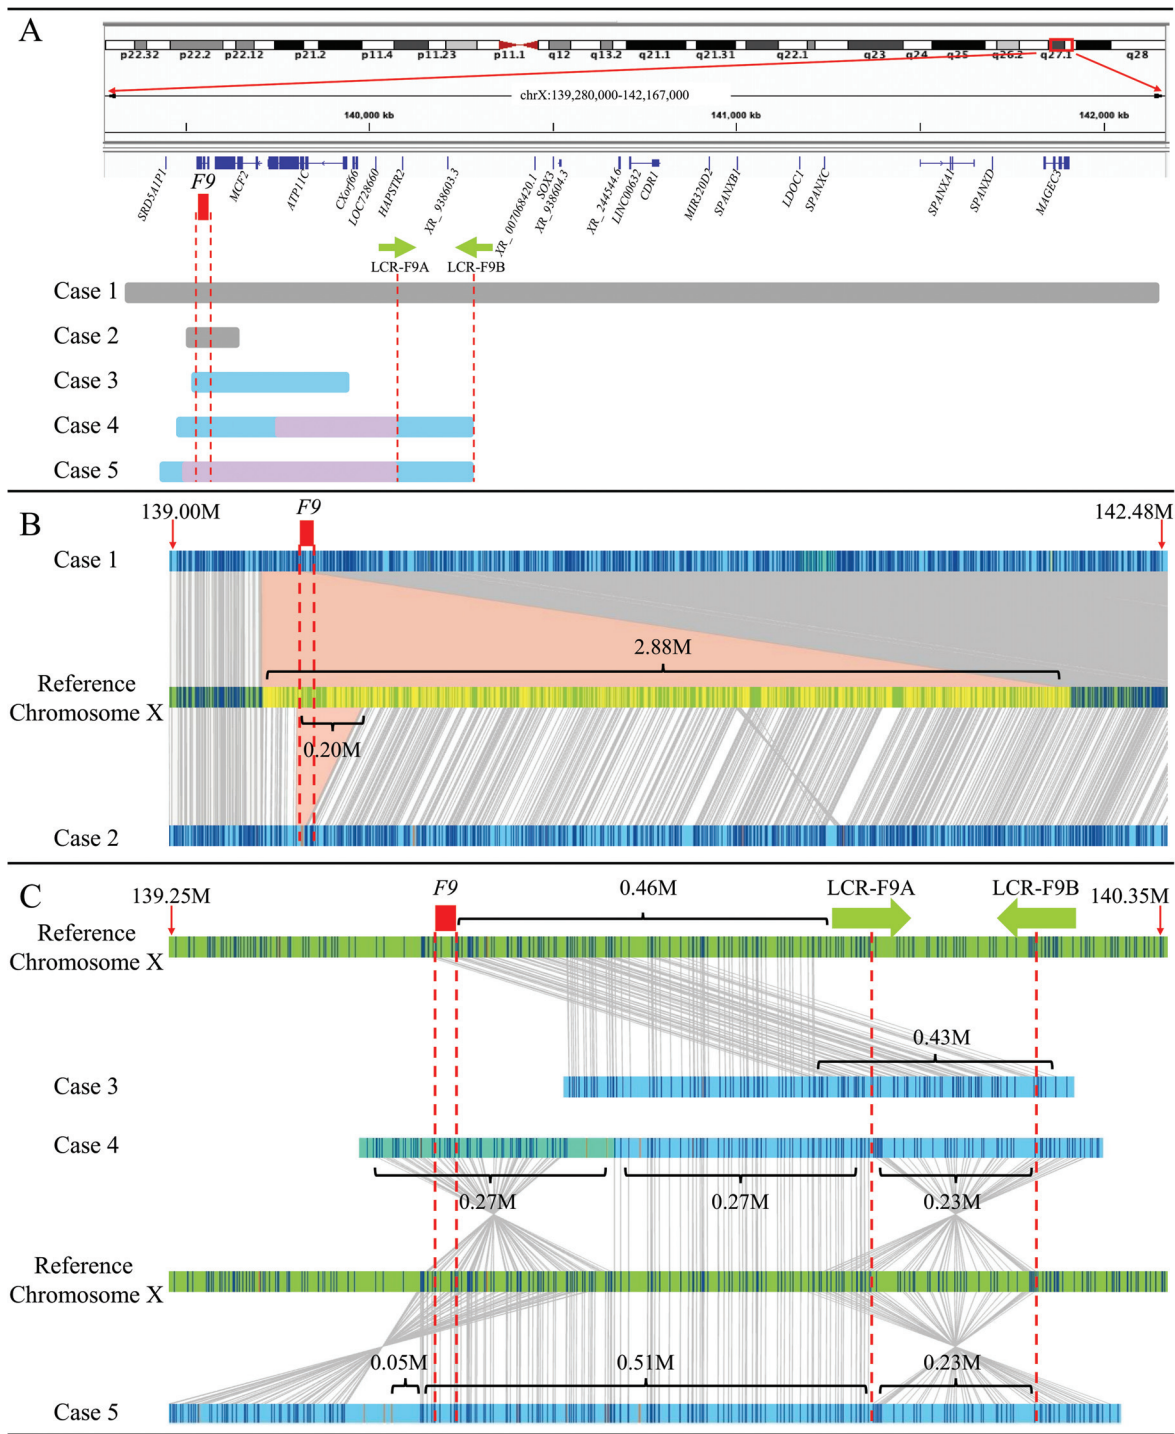 A
p22.32 p22.2 p22.12 p21.2 p11.4 p11.23 p11.1 q12 q13.2 q21.1 q21.31 q22.1 q23 q24 q25 q26.2 q27.1 q28
chrX:139,280,000-142,167,000
140,000 kb 141,000 kb 142,000 kb
SRD5A1P1 MCF2 ATP11C CXorf66 LOC728660 HAPSTR2 XR_938603.3 XR_007068420.1 SOX3 XR_938604.3 XR_244544.6 LINC00632 CDR1 MIR320D2 SPANXB1 LDOC1 SPANXC SPANXA1 SPANXD MAGEC3
F9
LCR-F9A LCR-F9B
Case 1
Case 2
Case 3
Case 4
Case 5
B
139.00M F9 142.48M
Case 1
2.88M
Reference
Chromosome X
0.20M
Case 2
C
139.25M F9 0.46M LCR-F9A LCR-F9B 140.35M
Reference
Chromosome X
0.43M
Case 3
Case 4
0.27M 0.27M 0.23M
Reference
Chromosome X
0.05M 0.51M 0.23M
Case 5